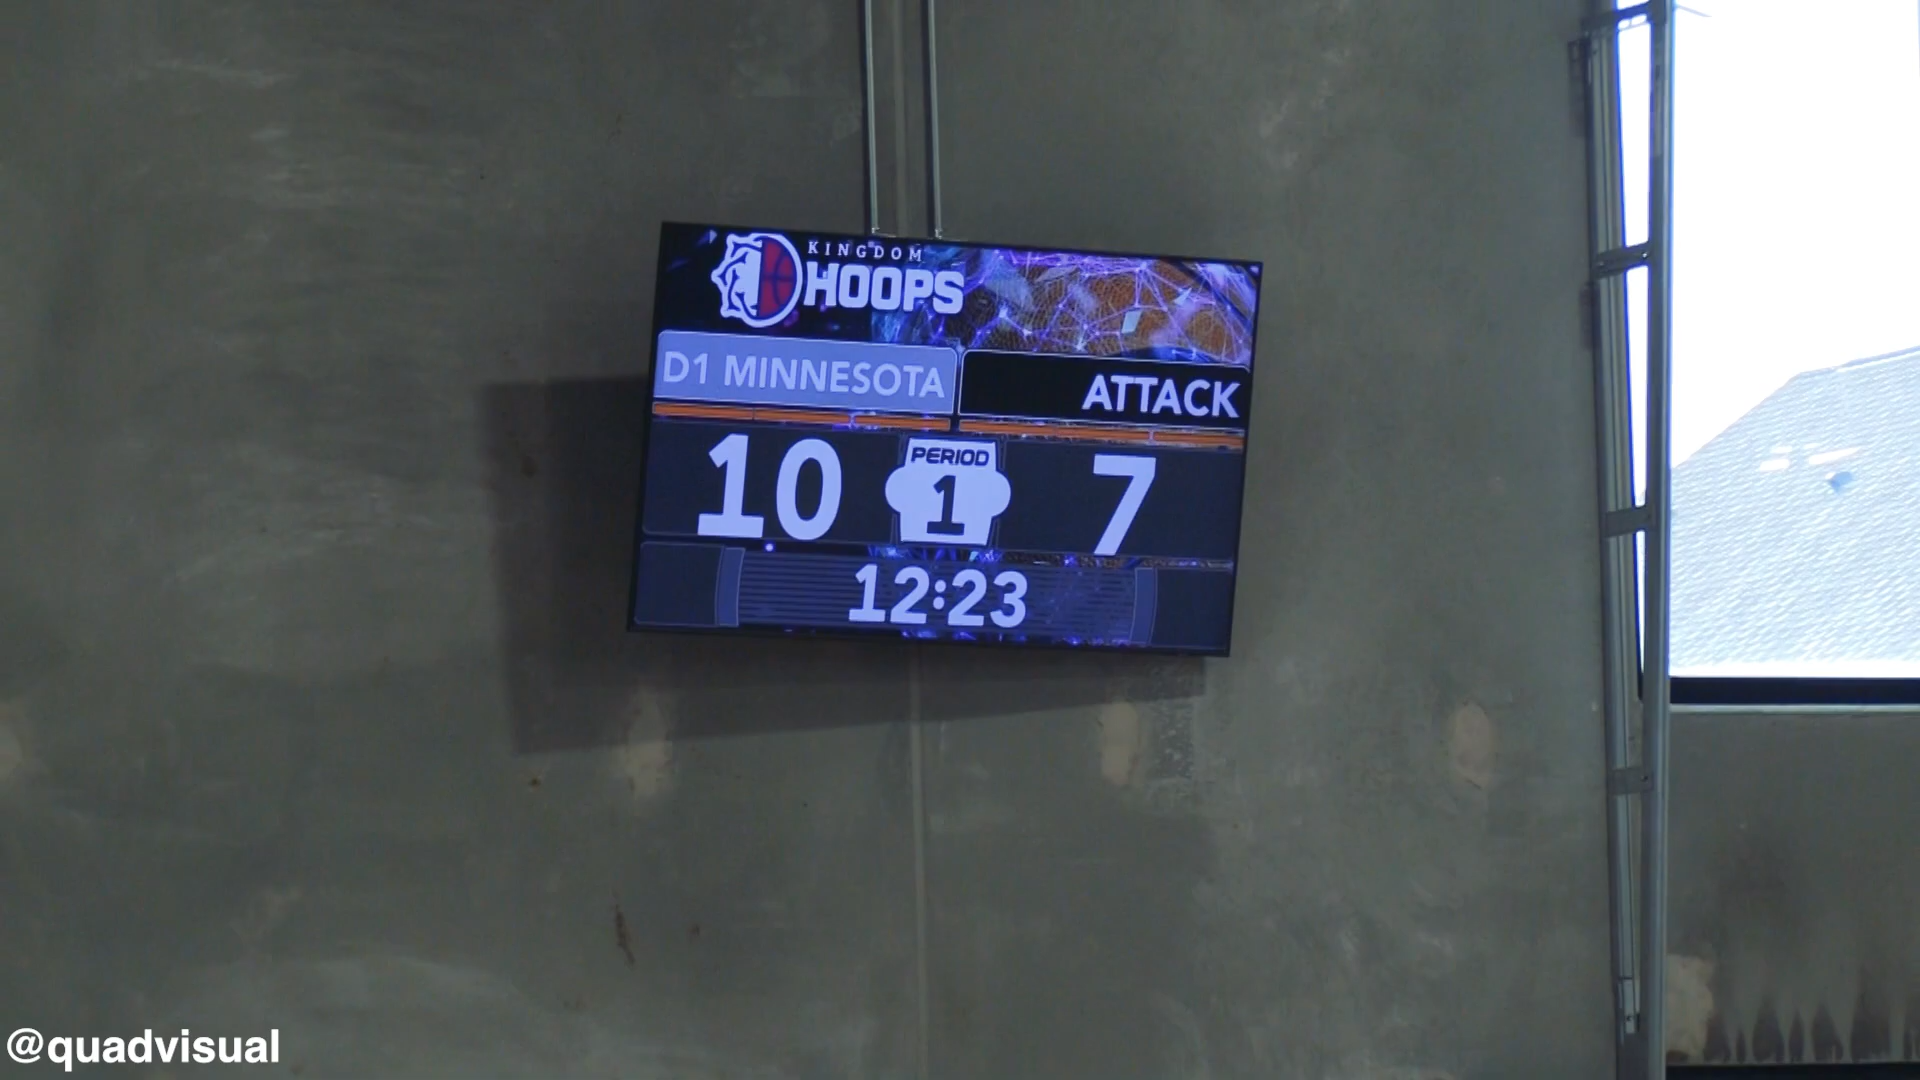 KINGDOM
HOOPS
D1 MINNESOTA
ATTACK
10
PERIOD
1
7
12:23
@quadvisual